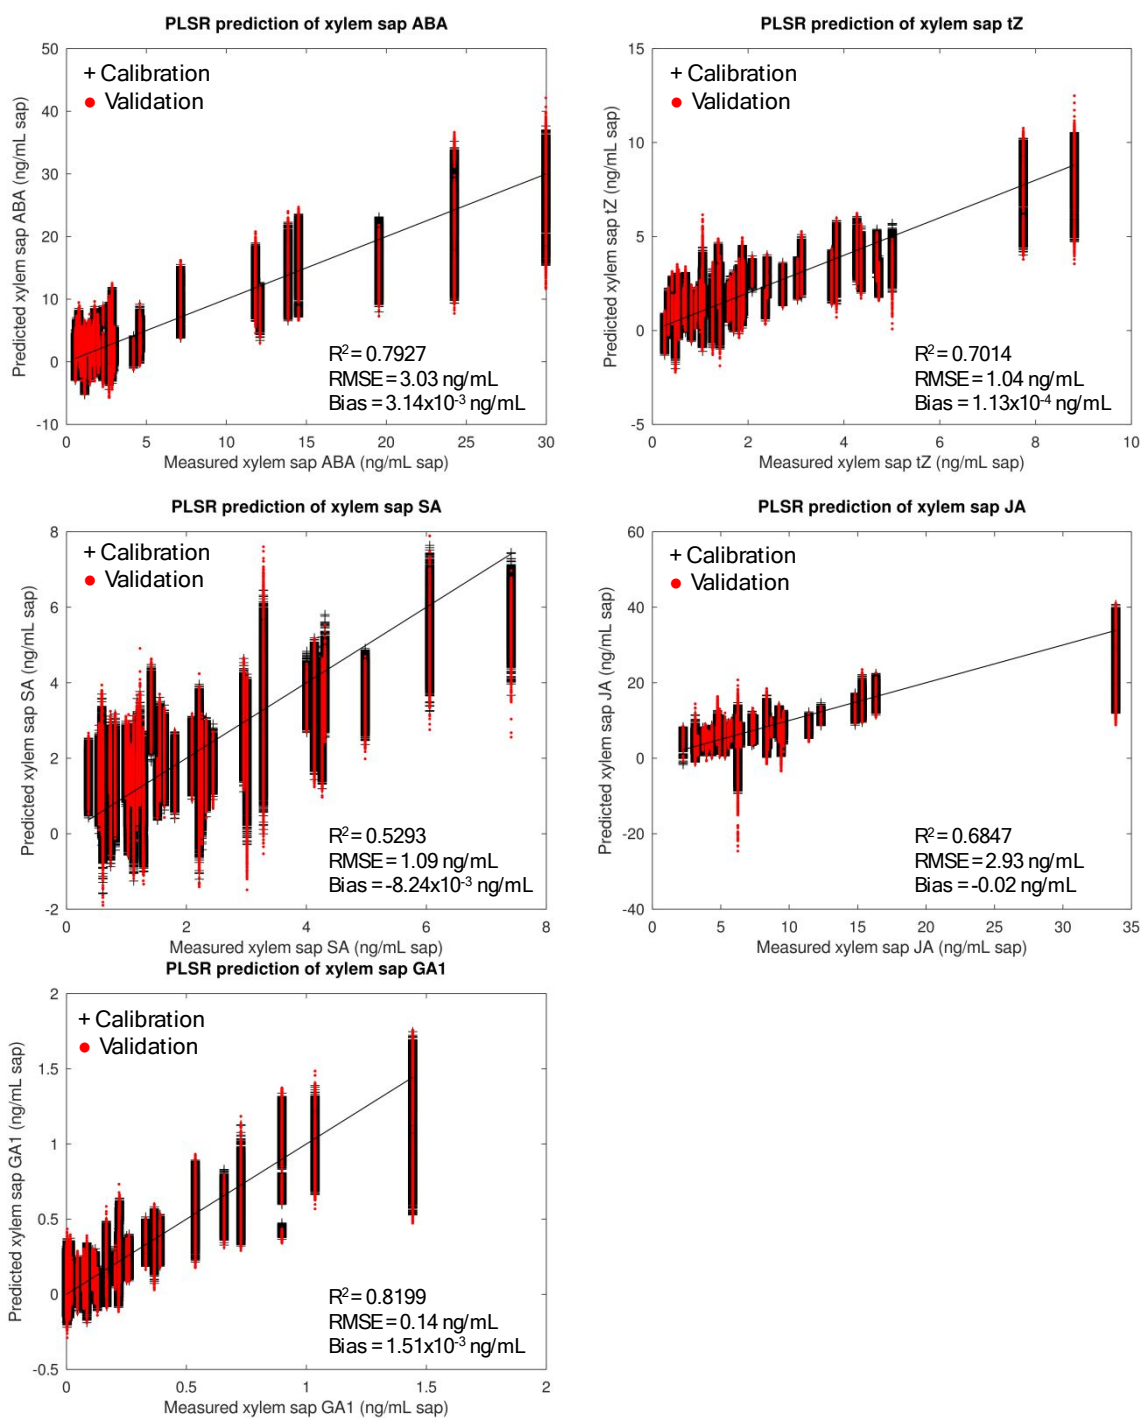 PLSR prediction of xylem sap ABA
50
40
30
20
10
0
-10
Predicted xylem sap ABA (ng/mL sap)
+ Calibration
● Validation
R² = 0.7927
RMSE = 3.03 ng/mL
Bias = 3.14x10⁻³ ng/mL
0 5 10 15 20 25 30
Measured xylem sap ABA (ng/mL sap)
PLSR prediction of xylem sap tZ
15
10
5
0
-5
Predicted xylem sap tZ (ng/mL sap)
+ Calibration
● Validation
R² = 0.7014
RMSE = 1.04 ng/mL
Bias = 1.13x10⁻⁴ ng/mL
0 2 4 6 8 10
Measured xylem sap tZ (ng/mL sap)
PLSR prediction of xylem sap SA
8
6
4
2
0
-2
Predicted xylem sap SA (ng/mL sap)
+ Calibration
● Validation
R² = 0.5293
RMSE = 1.09 ng/mL
Bias = -8.24x10⁻³ ng/mL
0 2 4 6 8
Measured xylem sap SA (ng/mL sap)
PLSR prediction of xylem sap JA
60
40
20
0
-20
-40
Predicted xylem sap JA (ng/mL sap)
+ Calibration
● Validation
R² = 0.6847
RMSE = 2.93 ng/mL
Bias = -0.02 ng/mL
0 5 10 15 20 25 30 35
Measured xylem sap JA (ng/mL sap)
PLSR prediction of xylem sap GA1
2
1.5
1
0.5
0
-0.5
Predicted xylem sap GA1 (ng/mL sap)
+ Calibration
● Validation
R² = 0.8199
RMSE = 0.14 ng/mL
Bias = 1.51x10⁻³ ng/mL
0 0.5 1 1.5 2
Measured xylem sap GA1 (ng/mL sap)